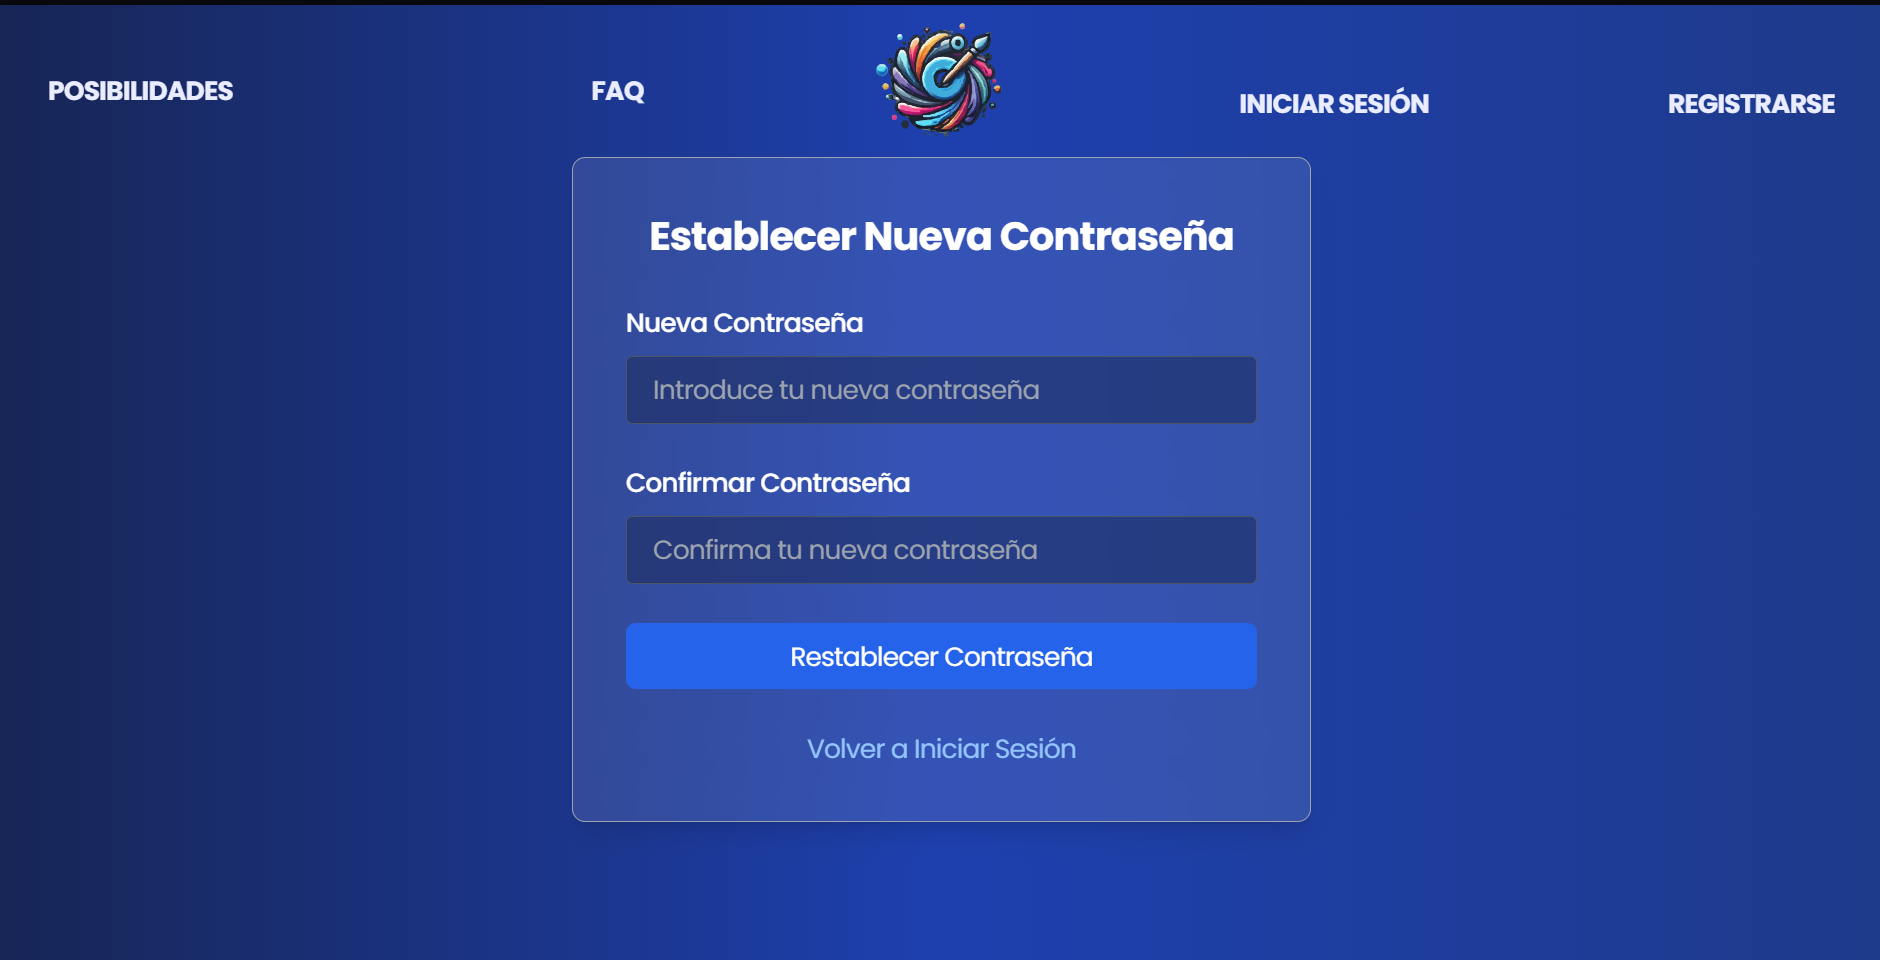 POSIBILIDADES
FAQ
INICIAR SESIÓN
REGISTRARSE
Establecer Nueva Contraseña
Nueva Contraseña
Introduce tu nueva contraseña
Confirmar Contraseña
Confirma tu nueva contraseña
Restablecer Contraseña
Volver a Iniciar Sesión